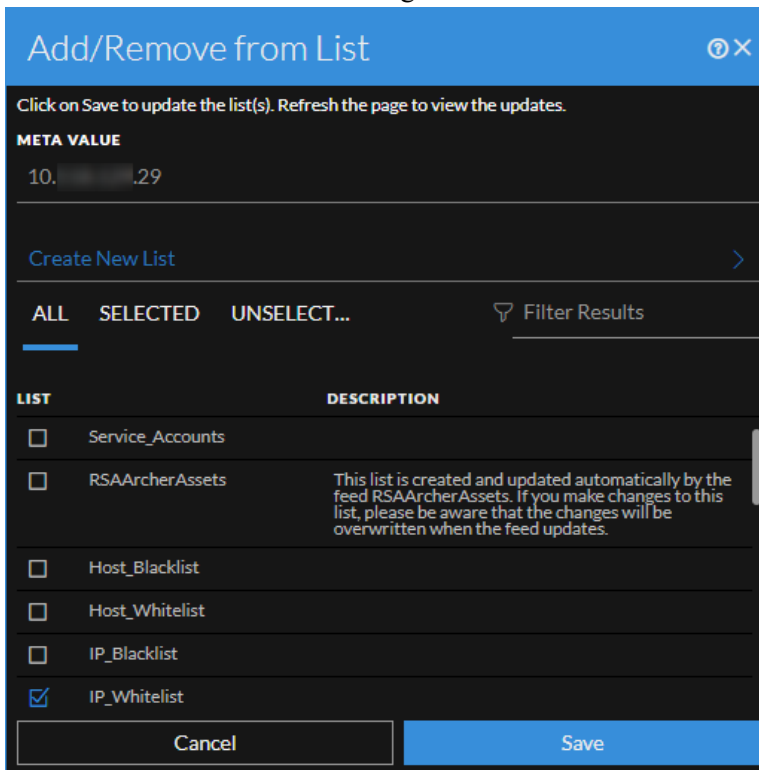 Add/Remove from List
Click on Save to update the list(s). Refresh the page to view the updates.
META VALUE
10. .29
Create New List
ALL SELECTED UNSELECT... Filter Results
LIST DESCRIPTION
Service_Accounts
RSAArcherAssets This list is created and updated automatically by the
feed RSAArcherAssets. If you make changes to this
list, please be aware that the changes will be
overwritten when the feed updates.
Host_Blacklist
Host_Whitelist
IP_Blacklist
IP_Whitelist
Cancel Save